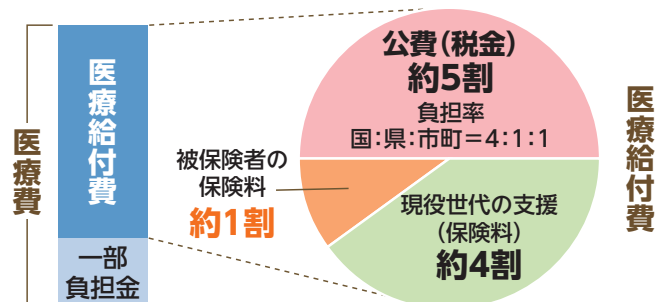 医療費
医療給付費
一部
負担金
公費(税金)
約5割
負担率
国:県:市町=4:1:1
被保険者の
保険料
約1割
現役世代の支援
(保険料)
約4割
医療給付費